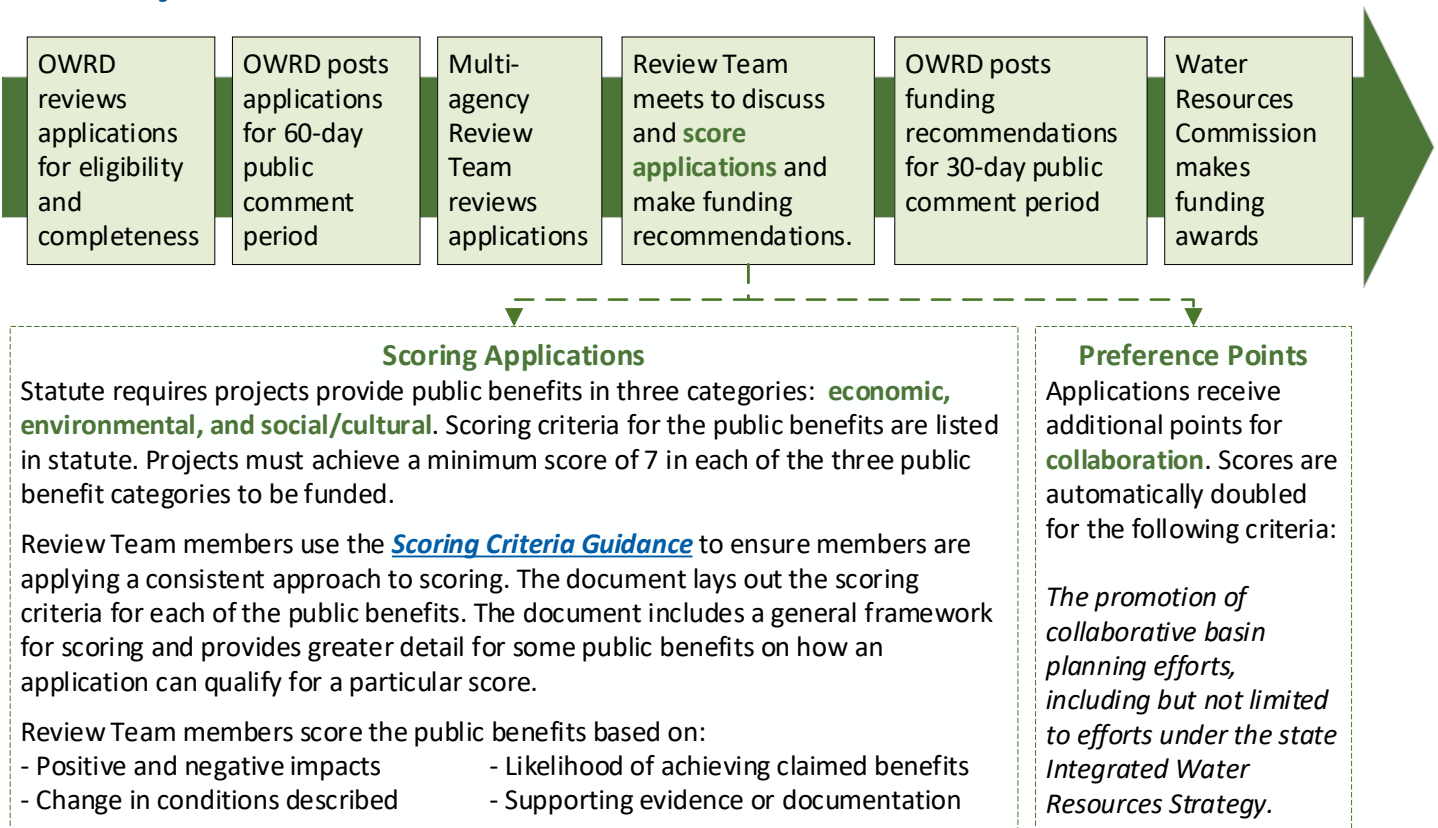 OWRD
reviews
applications
for eligibility
and
completeness
OWRD posts
applications
for 60-day
public
comment
period
Multi-
agency
Review
Team
reviews
applications
Review Team
meets to discuss
and score
applications and
make funding
recommendations.
OWRD posts
funding
recommendations
for 30-day public
comment period
Water
Resources
Commission
makes
funding
awards
Scoring Applications
Statute requires projects provide public benefits in three categories: economic,
environmental, and social/cultural. Scoring criteria for the public benefits are listed
in statute. Projects must achieve a minimum score of 7 in each of the three public
benefit categories to be funded.
Review Team members use the Scoring Criteria Guidance to ensure members are
applying a consistent approach to scoring. The document lays out the scoring
criteria for each of the public benefits. The document includes a general framework
for scoring and provides greater detail for some public benefits on how an
application can qualify for a particular score.
Review Team members score the public benefits based on:
- Positive and negative impacts
- Change in conditions described
- Likelihood of achieving claimed benefits
- Supporting evidence or documentation
Preference Points
Applications receive
additional points for
collaboration. Scores are
automatically doubled
for the following criteria:
The promotion of
collaborative basin
planning efforts,
including but not limited
to efforts under the state
Integrated Water
Resources Strategy.